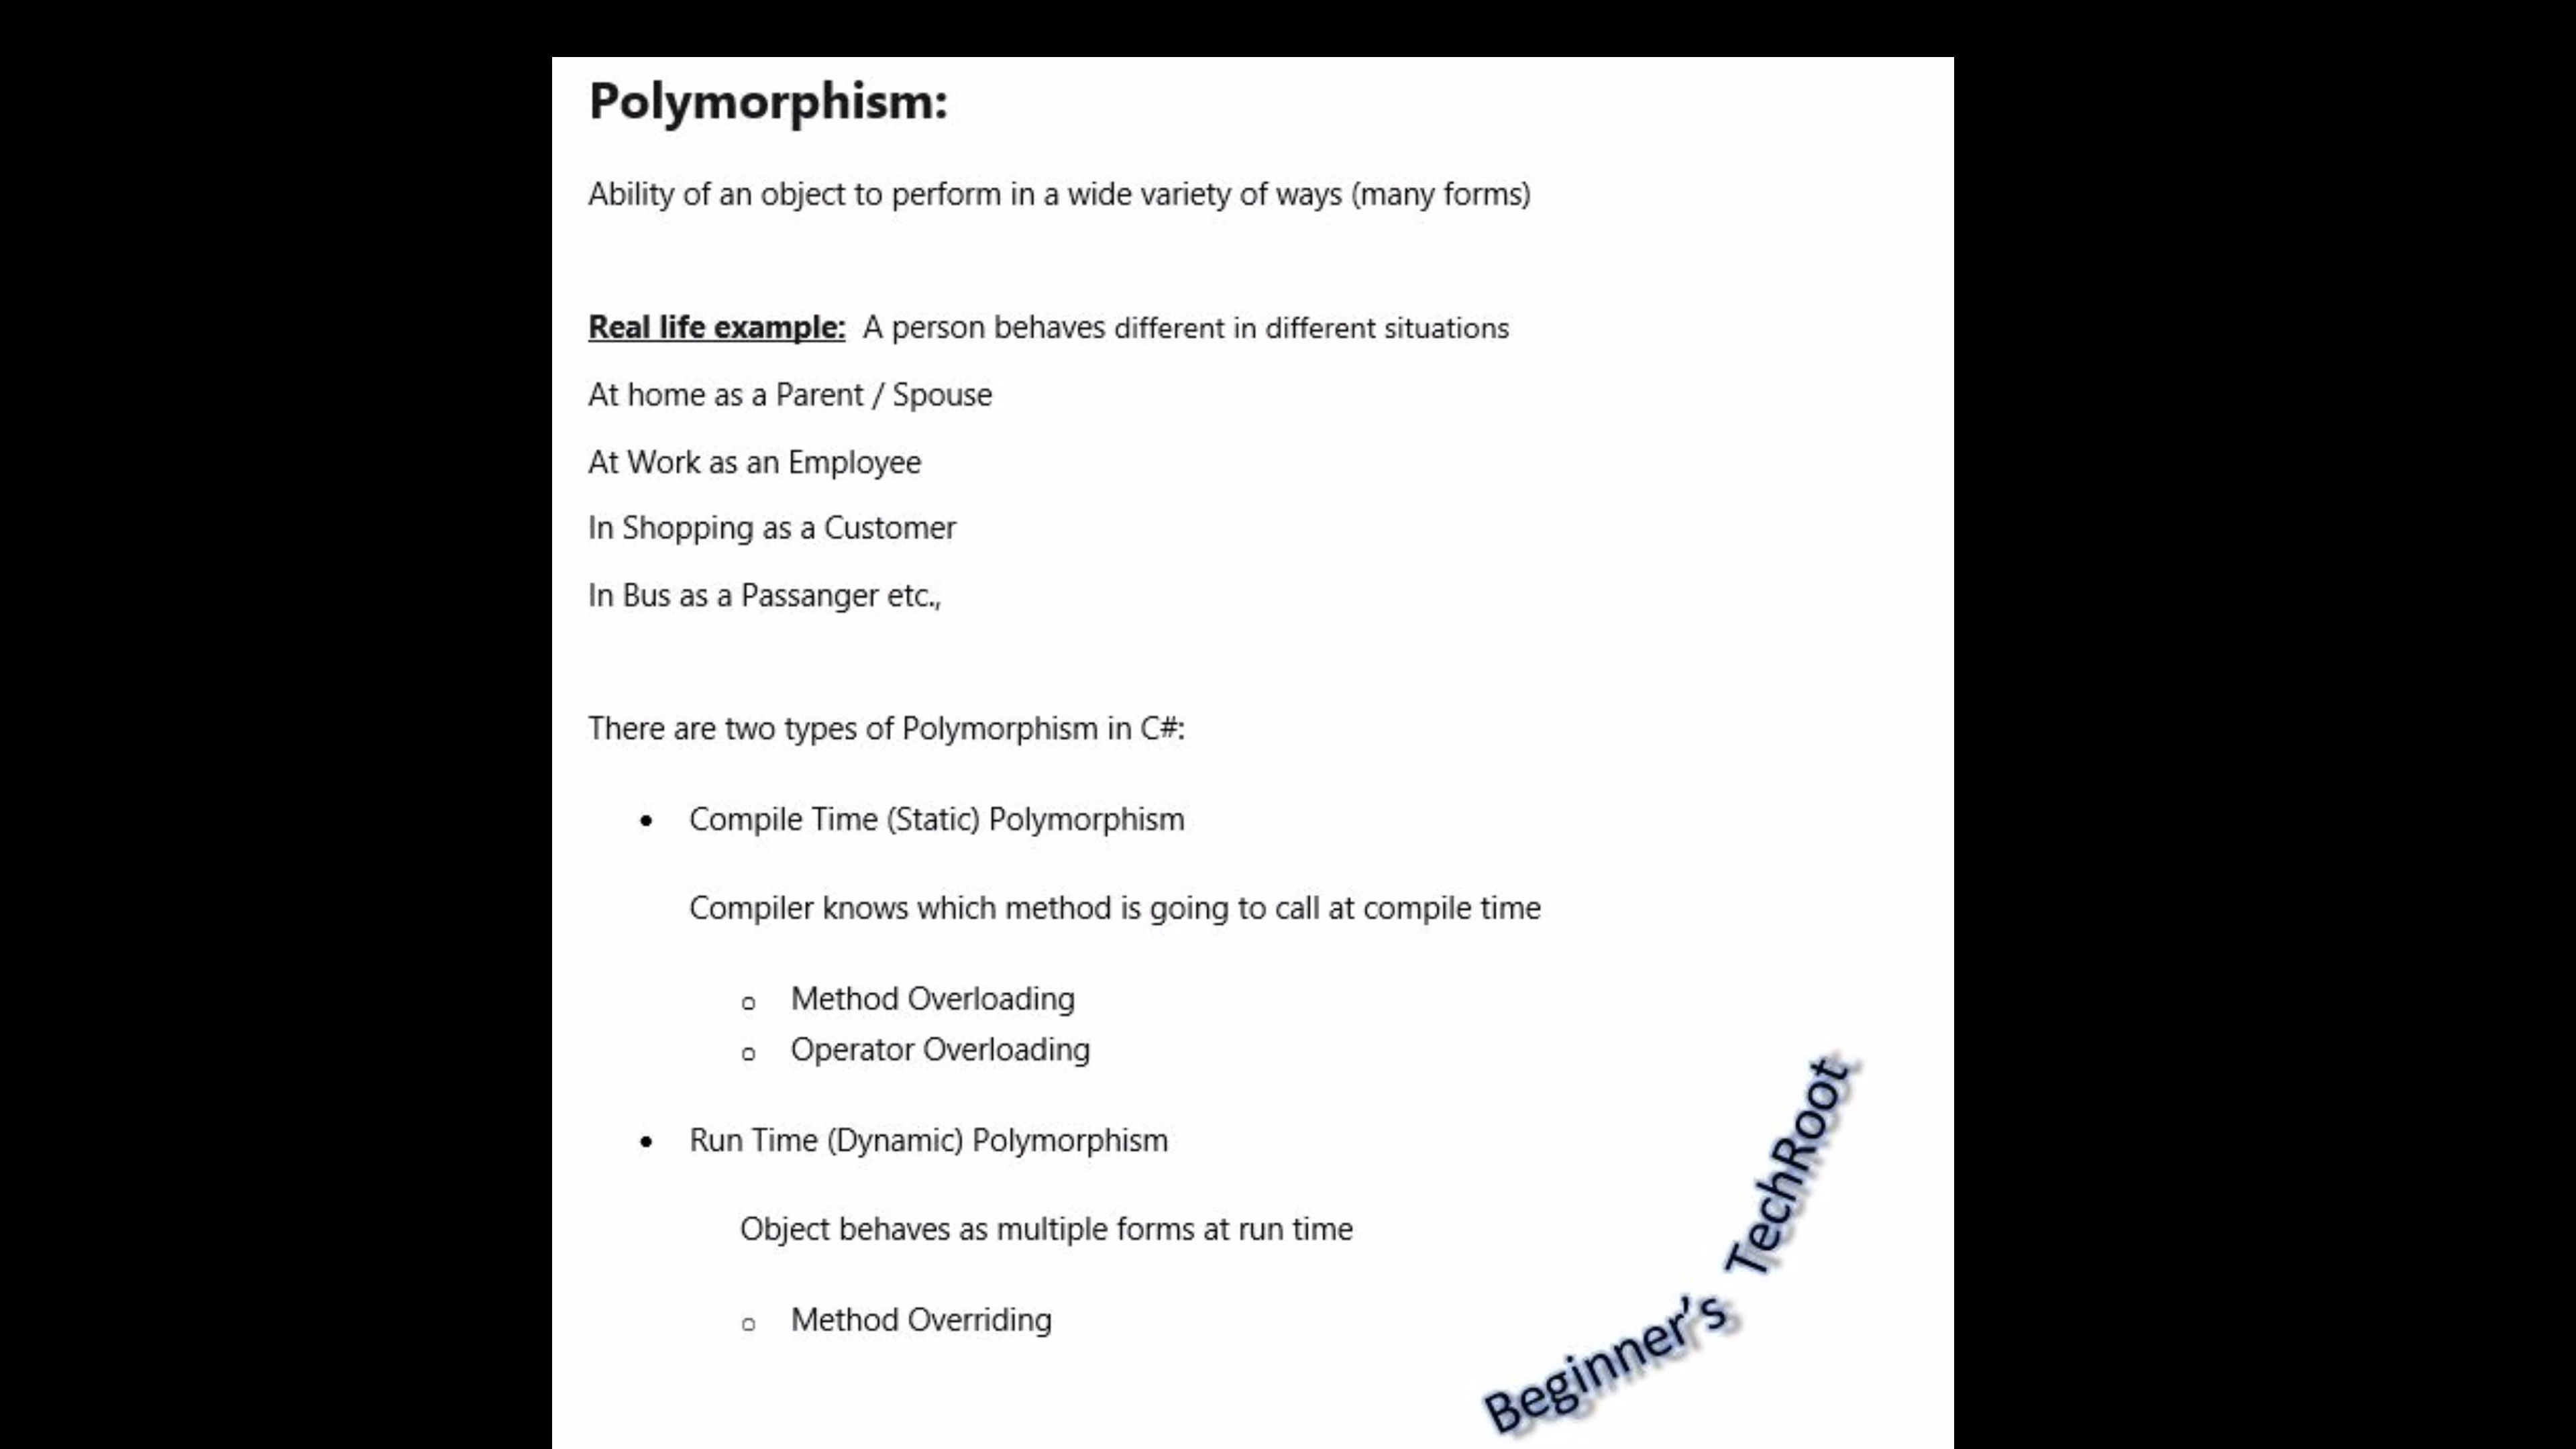 Polymorphism:
Ability of an object to perform in a wide variety of ways (many forms)
Real life example: A person behaves different in different situations
At home as a Parent / Spouse
At Work as an Employee
In Shopping as a Customer
In Bus as a Passanger etc.,
There are two types of Polymorphism in C#:
• Compile Time (Static) Polymorphism
Compiler knows which method is going to call at compile time
o Method Overloading
o Operator Overloading
• Run Time (Dynamic) Polymorphism
Object behaves as multiple forms at run time
o Method Overriding
Beginner's TechRoot